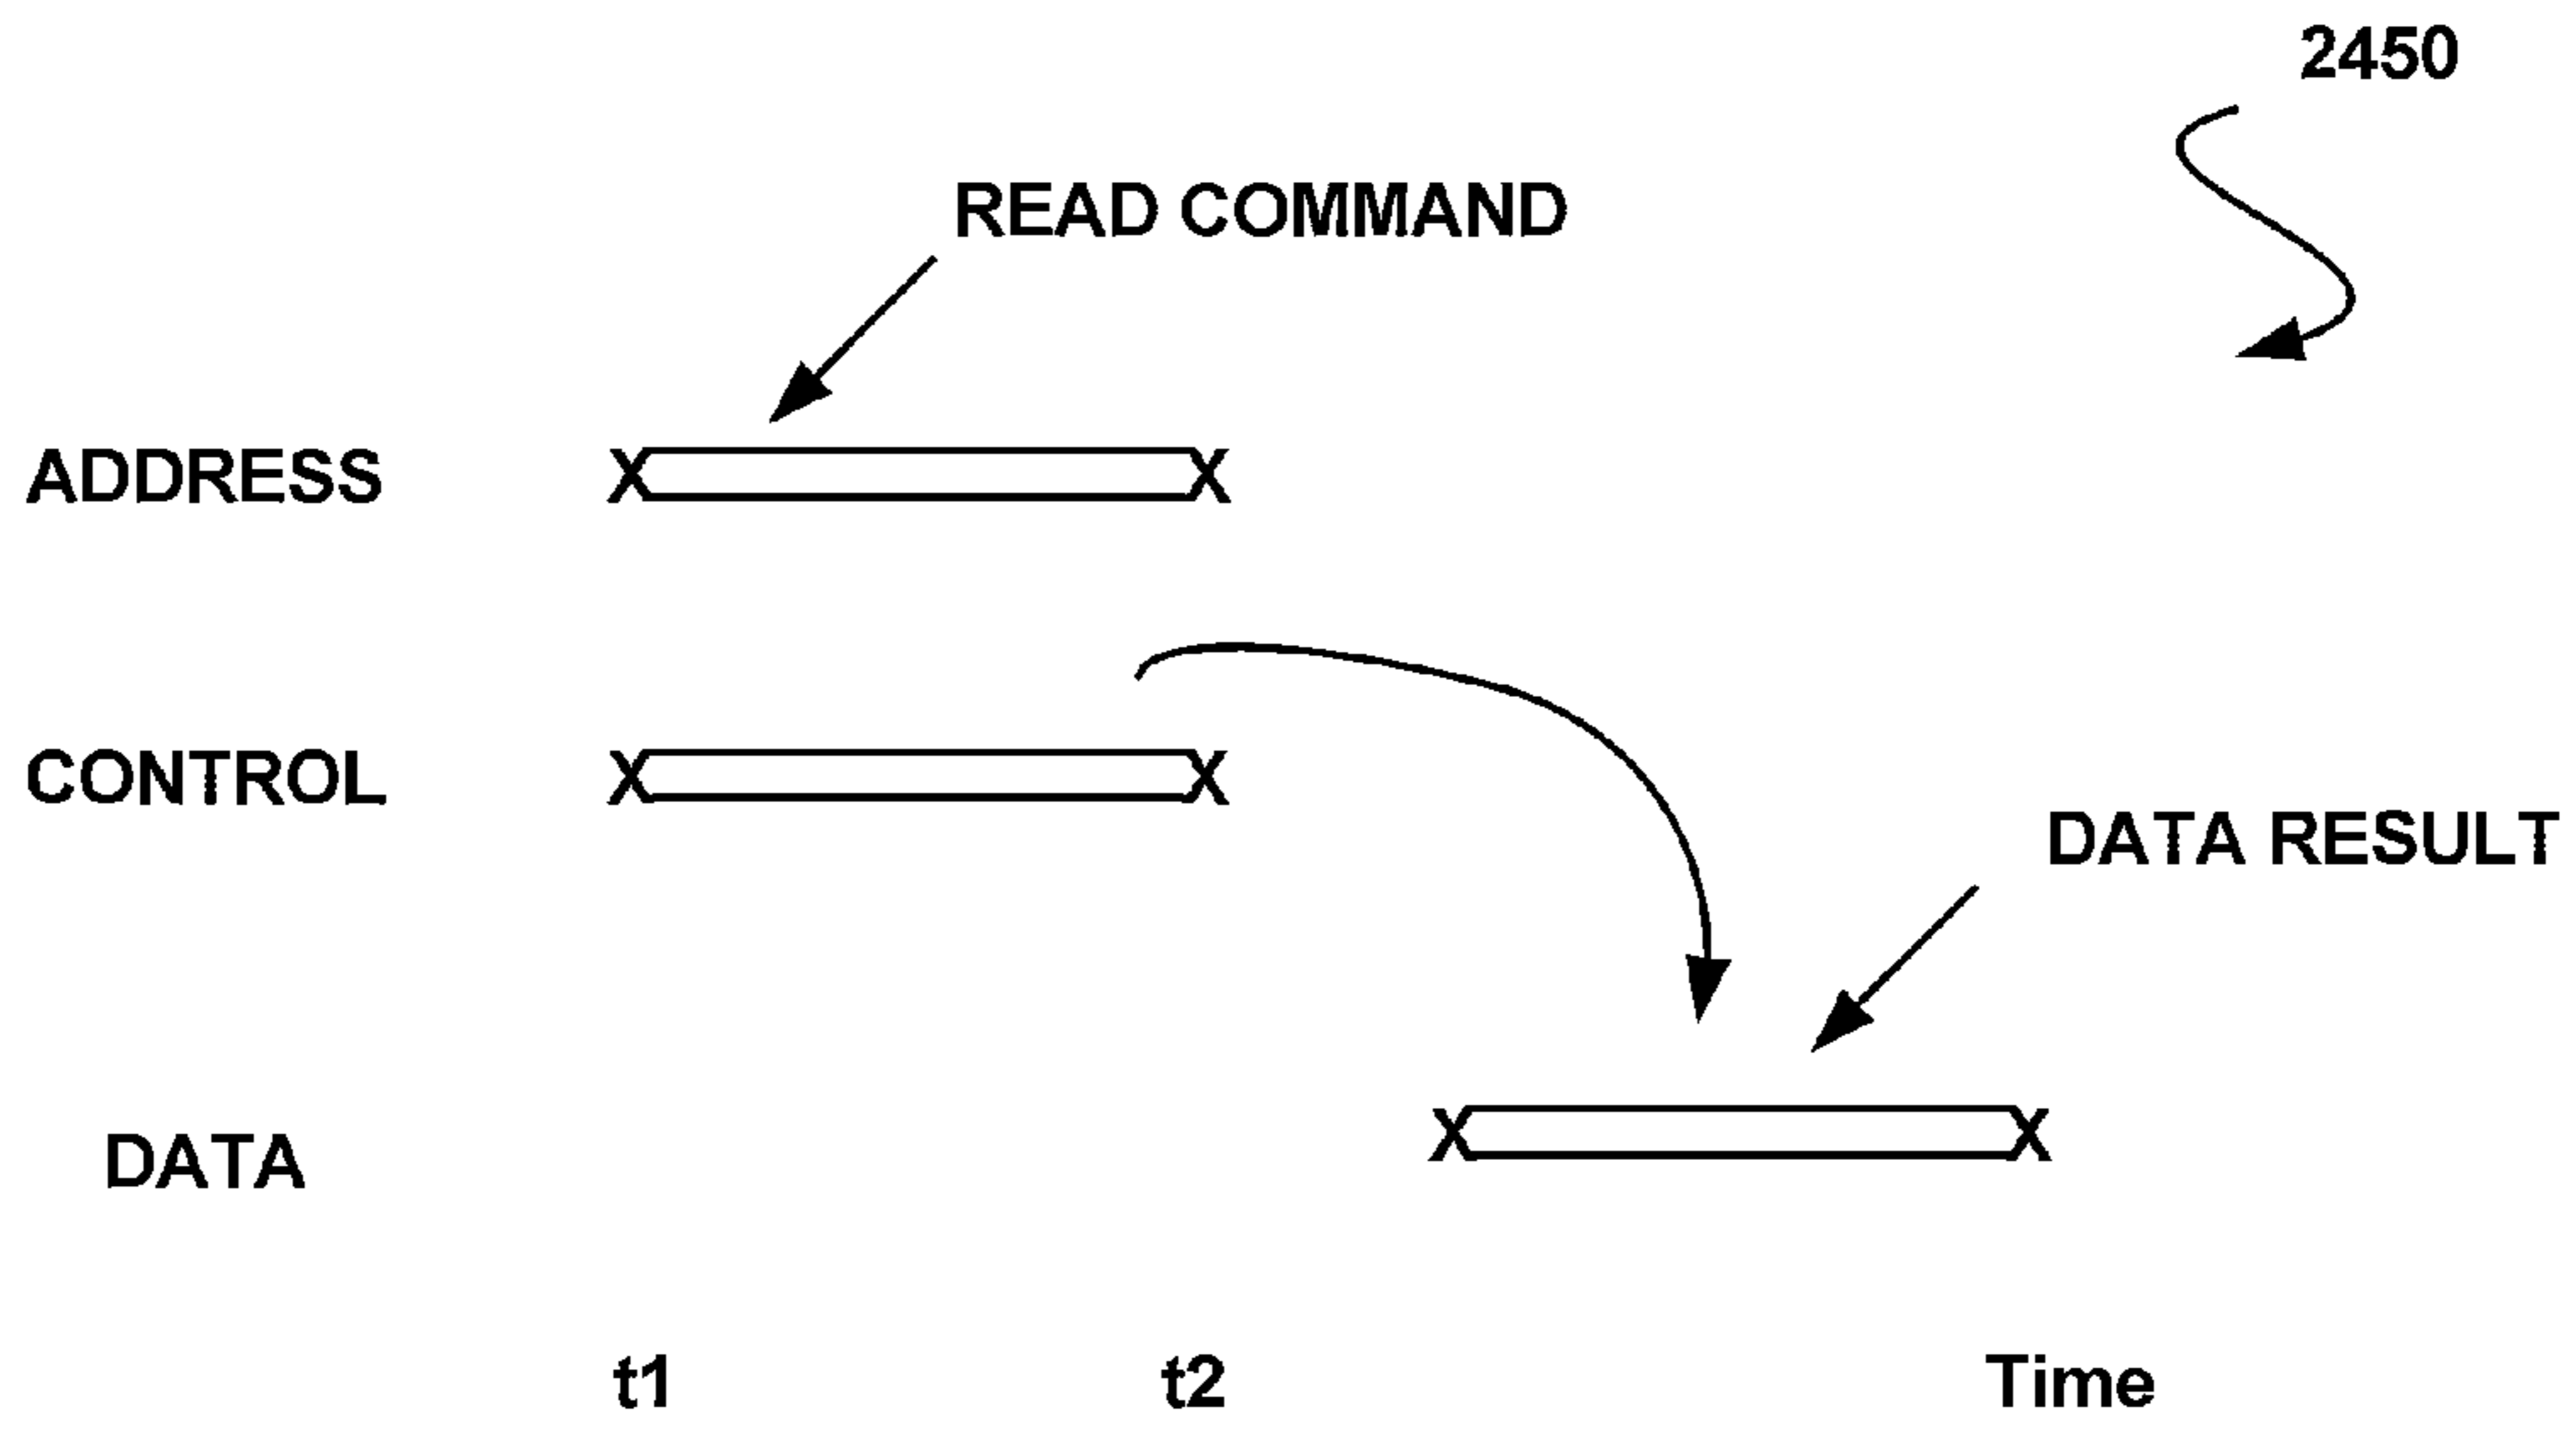 2450
READ COMMAND
ADDRESS
CONTROL
DATA RESULT
DATA
t1 t2 Time